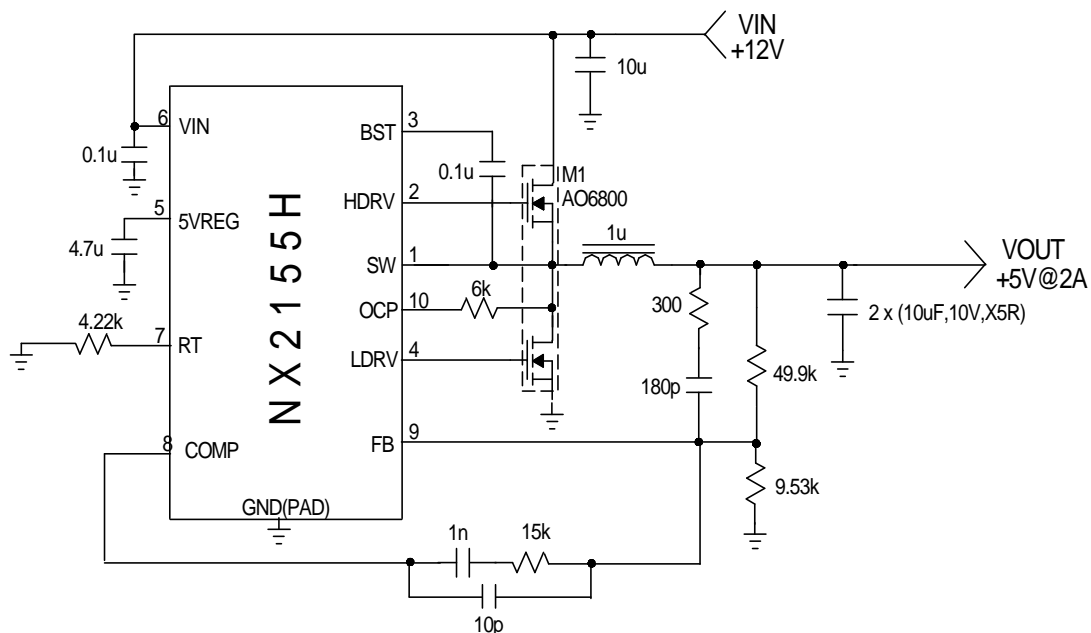 VIN
+12V
10u
6
VIN
0.1u
BST
3
0.1u
M1
AO6800
HDRV
2
5
5VREG
4.7u
NX2155H
SW
1
1u
VOUT
+5V@2A
OCP
10
6k
300
2 x (10uF,10V,X5R)
4.22k
7
RT
LDRV
4
180p
49.9k
8
COMP
FB
9
9.53k
GND(PAD)
1n
15k
10p